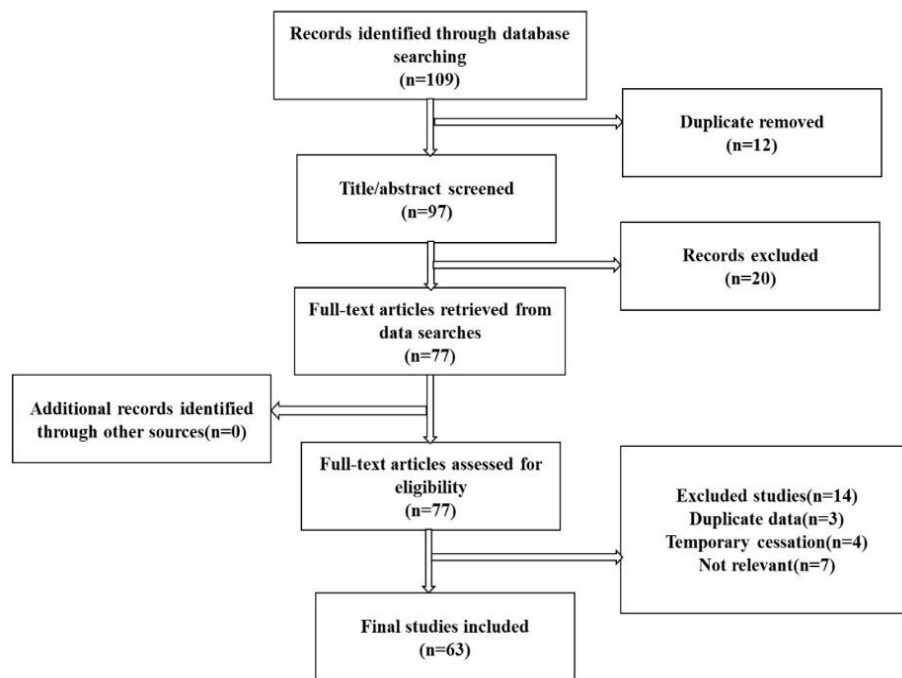 Records identified through database
searching
(n=109)
Duplicate removed
(n=12)
Title/abstract screened
(n=97)
Records excluded
(n=20)
Full-text articles retrieved from
data searches
(n=77)
Additional records identified
through other sources(n=0)
Full-text articles assessed for
eligibility
(n=77)
Excluded studies(n=14)
Duplicate data(n=3)
Temporary cessation(n=4)
Not relevant(n=7)
Final studies included
(n=63)